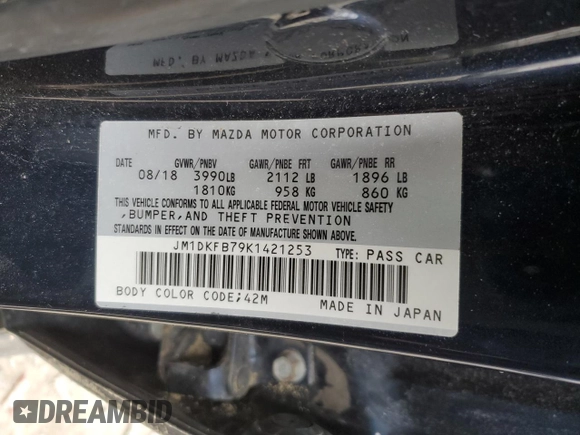 MFD. BY MAZDA MOTOR CORPORATION
DATE GVWR/PNBV GAWR/PNBE FRT GAWR/PNBE RR
08/18 3990LB 2112 LB 1896 LB
1810KG 958 KG 860 KG
THIS VEHICLE CONFORMS TO ALL APPLICABLE FEDERAL MOTOR VEHICLE SAFETY
,BUMPER,AND THEFT PREVENTION
STANDARDS IN EFFECT ON THE DATE OF MANUFACTURE SHOWN ABOVE.
JM1DKFB79K1421253 TYPE: PASS CAR
BODY COLOR CODE;42M MADE IN JAPAN
DREAMBID